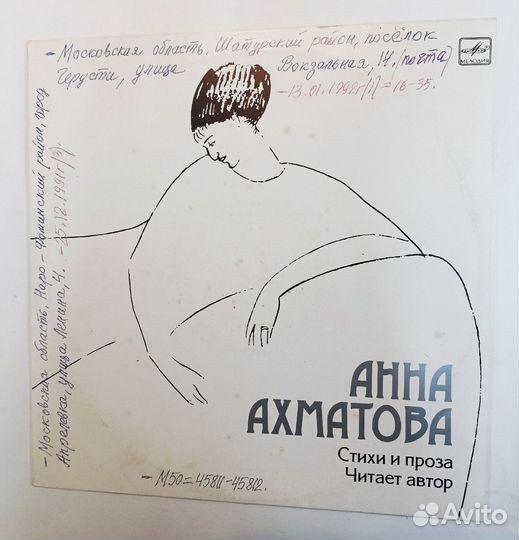 - Московская область, Шатурский район, посёлок
Черусти, улица Вокзальная, 14. (почта)
- 13.01.1992г(1)=16-35.
МЕЛОДИЯ
- Московская область, Наро-Фоминский район, город
Апрелевка, улица Ленина, 4. - 25.12.1991г(3).
АННА
АХМАТОВА
Стихи и проза
Читает автор
- М50=45811-45812.
Avito